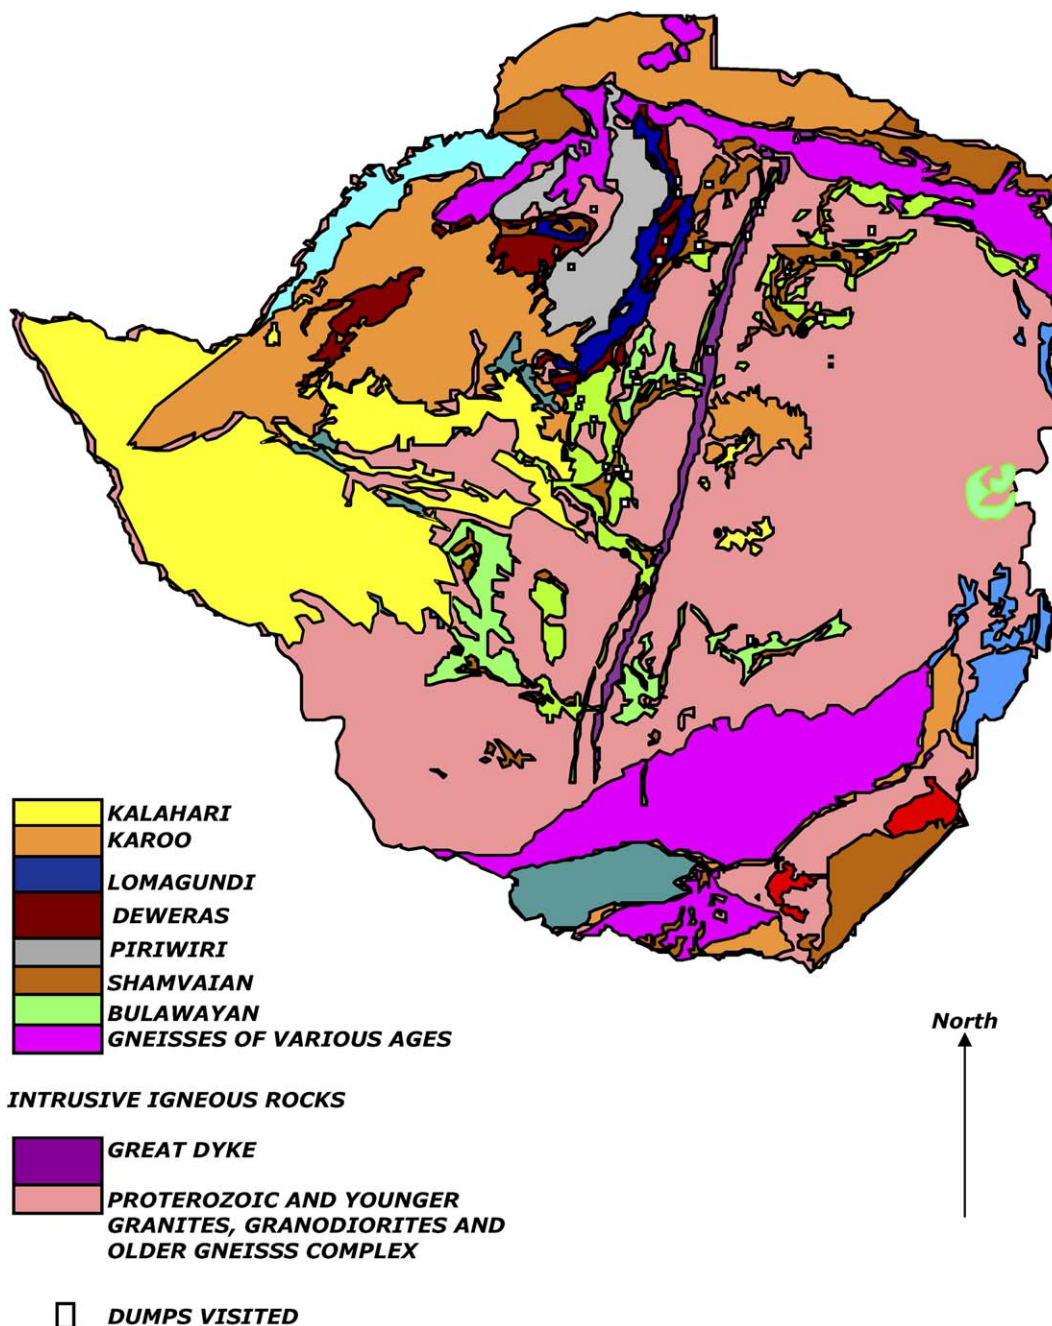 KALAHARI
KAROO
LOMAGUNDI
DEWERAS
PIRIWIRI
SHAMVAIAN
BULAWAYAN
GNEISSES OF VARIOUS AGES
North
INTRUSIVE IGNEOUS ROCKS
GREAT DYKE
PROTEROZOIC AND YOUNGER
GRANITES, GRANODIORITES AND
OLDER GNEISSS COMPLEX
DUMPS VISITED